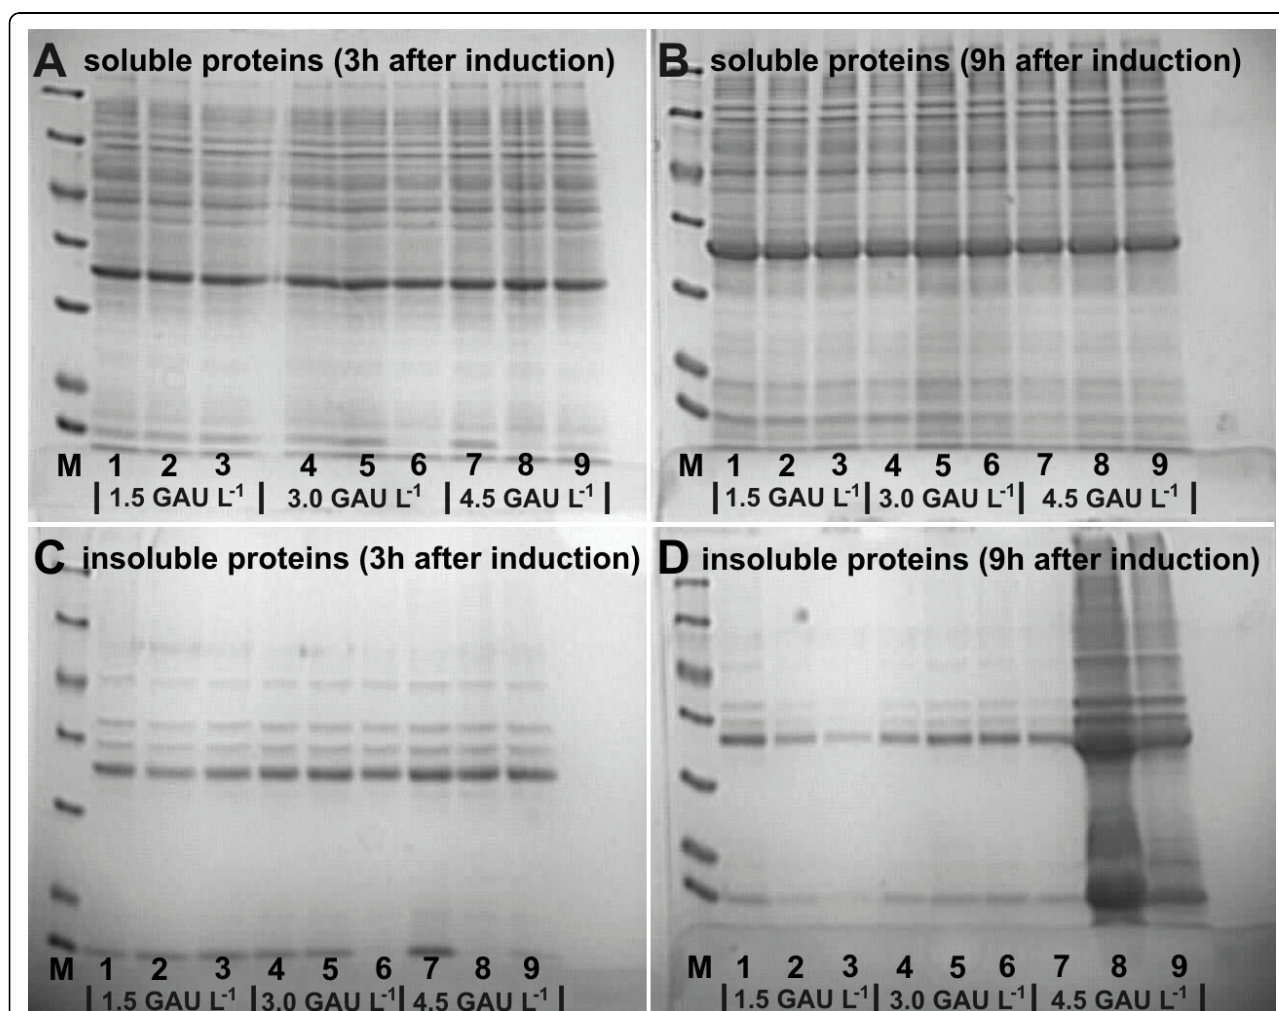 A soluble proteins (3h after induction)
M 1 2 3 4 5 6 7 8 9
| 1.5 GAU L⁻¹ | 3.0 GAU L⁻¹ | 4.5 GAU L⁻¹ |
B soluble proteins (9h after induction)
M 1 2 3 4 5 6 7 8 9
| 1.5 GAU L⁻¹ | 3.0 GAU L⁻¹ | 4.5 GAU L⁻¹ |
C insoluble proteins (3h after induction)
M 1 2 3 4 5 6 7 8 9
| 1.5 GAU L⁻¹ | 3.0 GAU L⁻¹ | 4.5 GAU L⁻¹ |
D insoluble proteins (9h after induction)
M 1 2 3 4 5 6 7 8 9
| 1.5 GAU L⁻¹ | 3.0 GAU L⁻¹ | 4.5 GAU L⁻¹ |